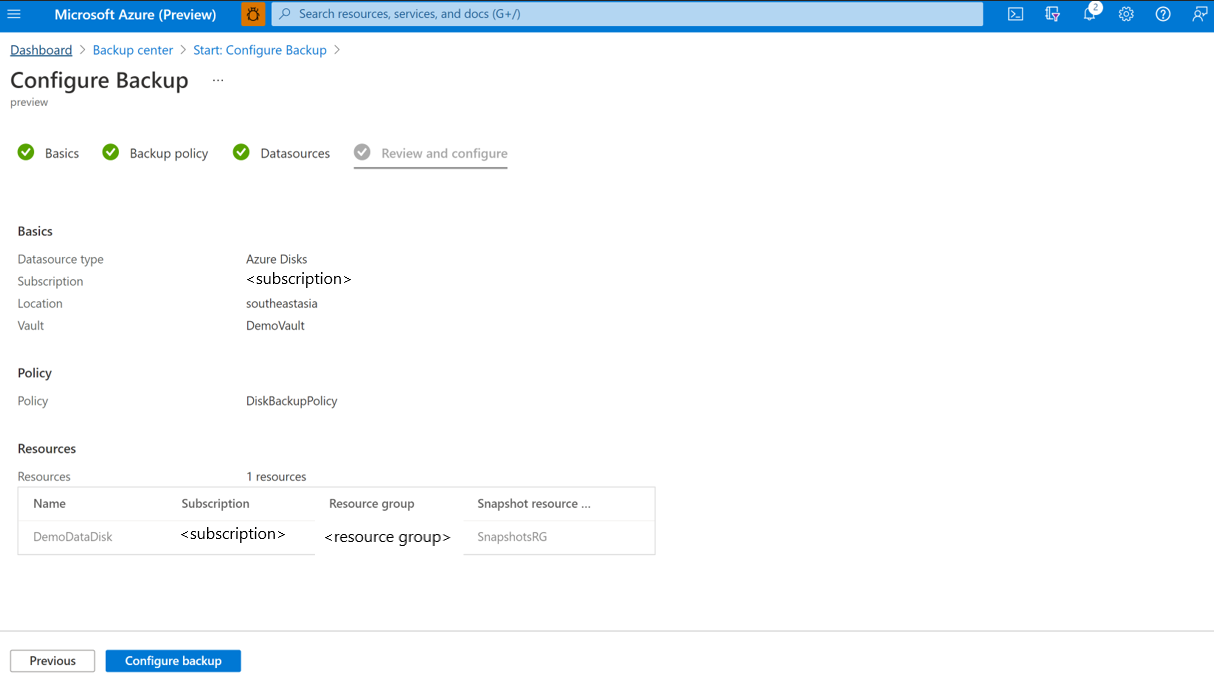 Microsoft Azure (Preview) Search resources, services, and docs (G+/) 2
Dashboard > Backup center > Start: Configure Backup >
Configure Backup ...
preview
Basics Backup policy Datasources Review and configure
Basics
Datasource type Azure Disks
Subscription <subscription>
Location southeastasia
Vault DemoVault
Policy
Policy DiskBackupPolicy
Resources
Resources 1 resources
Name Subscription Resource group Snapshot resource ...
DemoDataDisk <subscription> <resource group> SnapshotsRG
Previous Configure backup